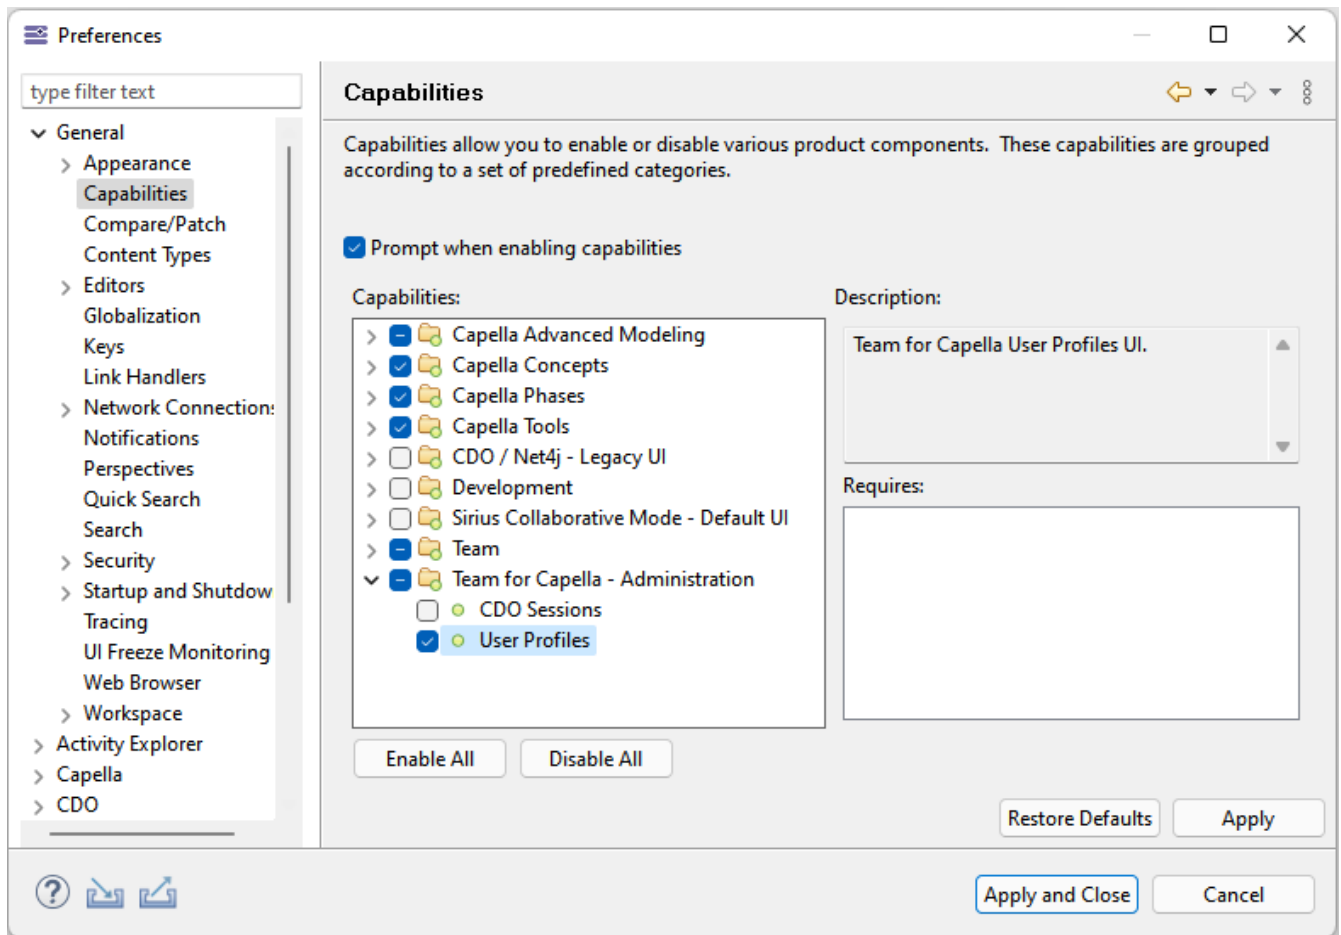 Preferences
type filter text
General
Appearance
Capabilities
Compare/Patch
Content Types
Editors
Globalization
Keys
Link Handlers
Network Connection
Notifications
Perspectives
Quick Search
Search
Security
Startup and Shutdow
Tracing
UI Freeze Monitoring
Web Browser
Workspace
Activity Explorer
Capella
CDO
Capabilities
Capabilities allow you to enable or disable various product components.  These capabilities are grouped
according to a set of predefined categories.
Prompt when enabling capabilities
Capabilities:
Capella Advanced Modeling
Capella Concepts
Capella Phases
Capella Tools
CDO / Net4j - Legacy UI
Development
Sirius Collaborative Mode - Default UI
Team
Team for Capella - Administration
CDO Sessions
User Profiles
Enable All
Disable All
Description:
Team for Capella User Profiles UI.
Requires:
Restore Defaults
Apply
Apply and Close
Cancel